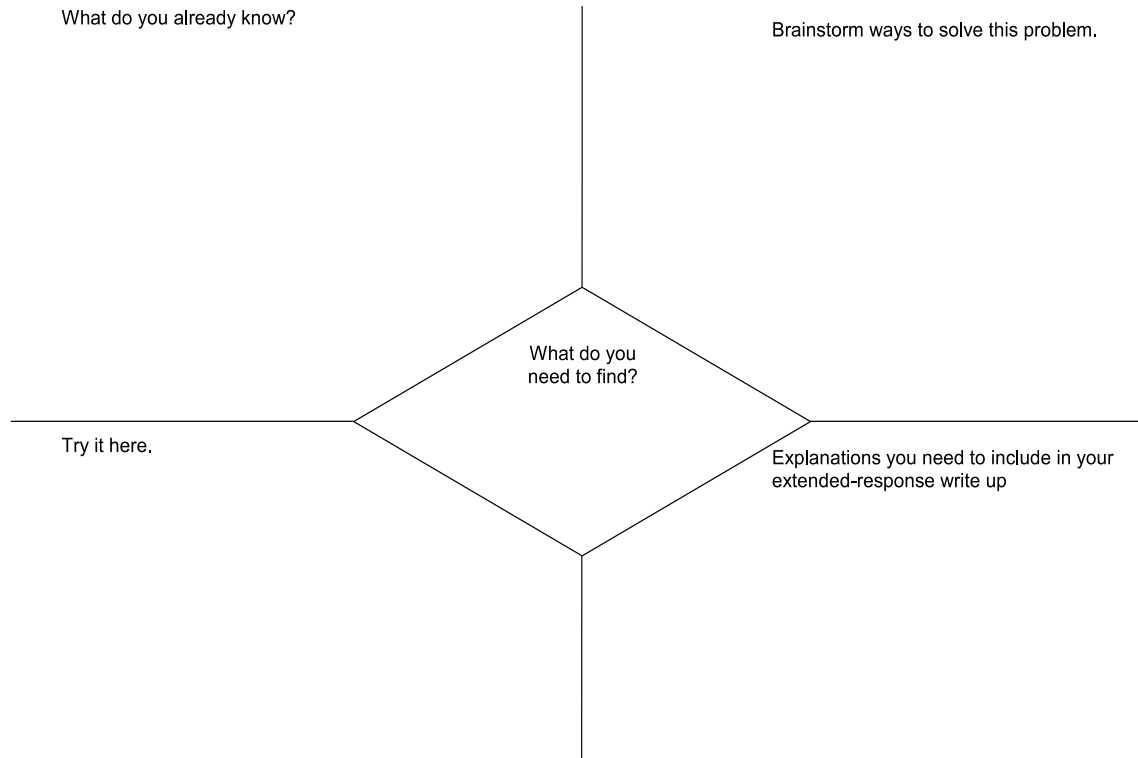 What do you already know?
Brainstorm ways to solve this problem.
What do you
need to find?
Try it here.
Explanations you need to include in your
extended-response write up